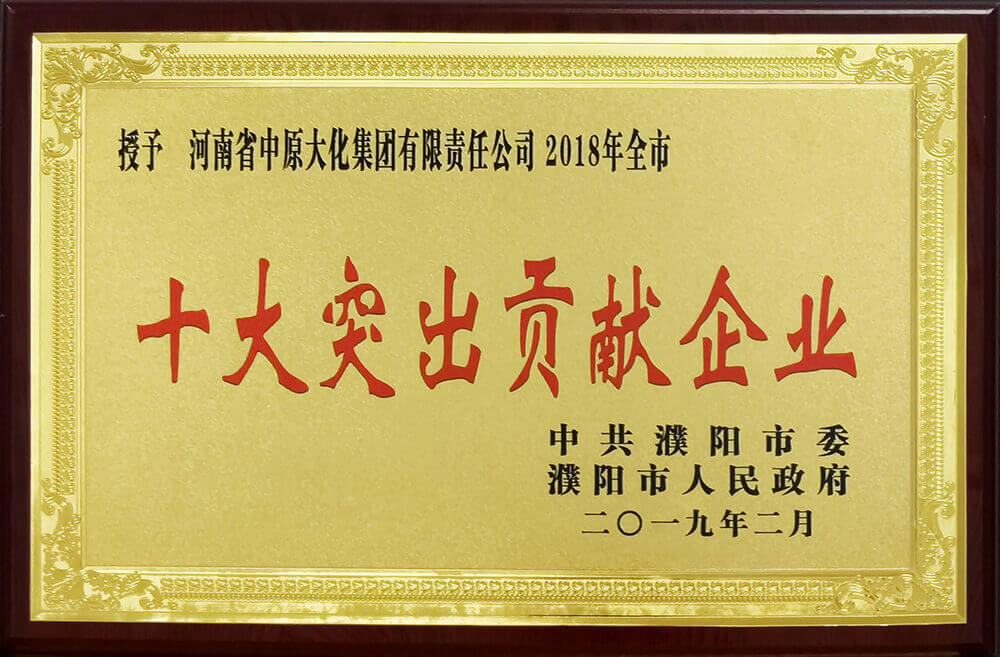 授予 河南省中原大化集团有限责任公司 2018年全市
十大突出贡献企业
中共濮阳市委
濮阳市人民政府
二〇一九年二月